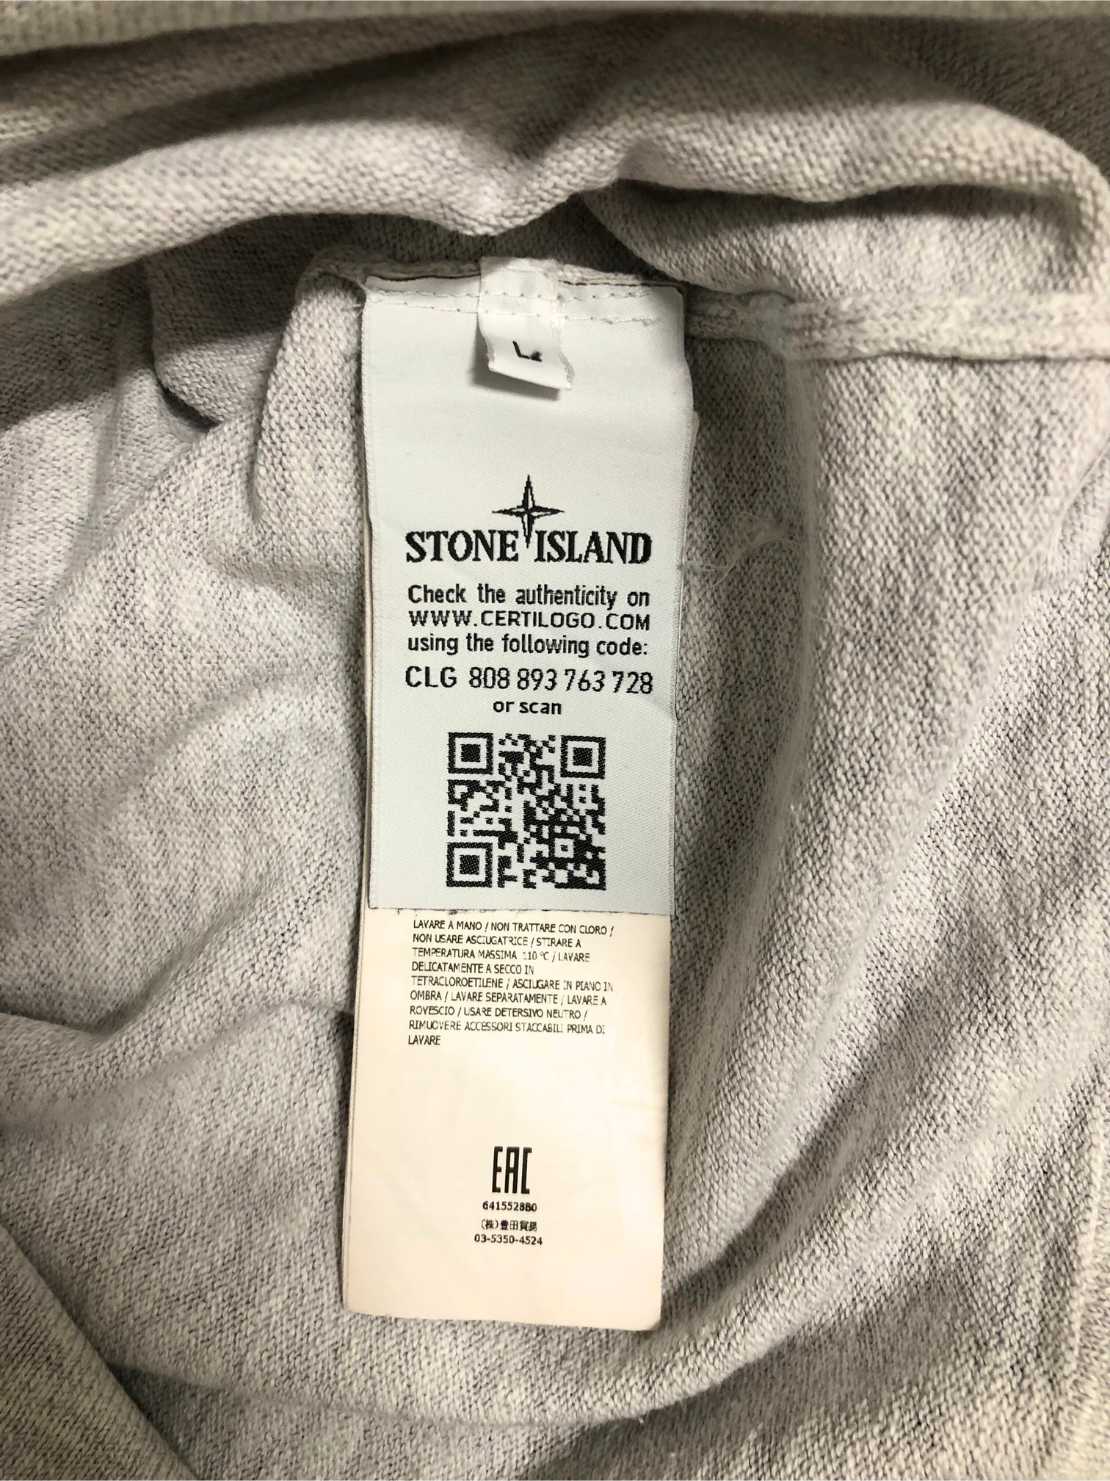 L
STONE ISLAND
Check the authenticity on
WWW.CERTILOGO.COM
using the following code:
CLG 808 893 763 728
or scan
LAVARE A MANO / NON TRATTARE CON CLORO /
NON USARE ASCIUGATRICE / STIRARE A
TEMPERATURA MASSIMA 110 °C / LAVARE
DELICATAMENTE A SECCO IN
TETRACLOROETILENE / ASCIUGARE IN PIANO IN
OMBRA / LAVARE SEPARATAMENTE / LAVARE A
ROVESCIO / USARE DETERSIVO NEUTRO /
RIMUOVERE ACCESSORI STACCABILI PRIMA DI
LAVARE
EAC
6415528B0
(株)豊田貿易
03-5350-4524